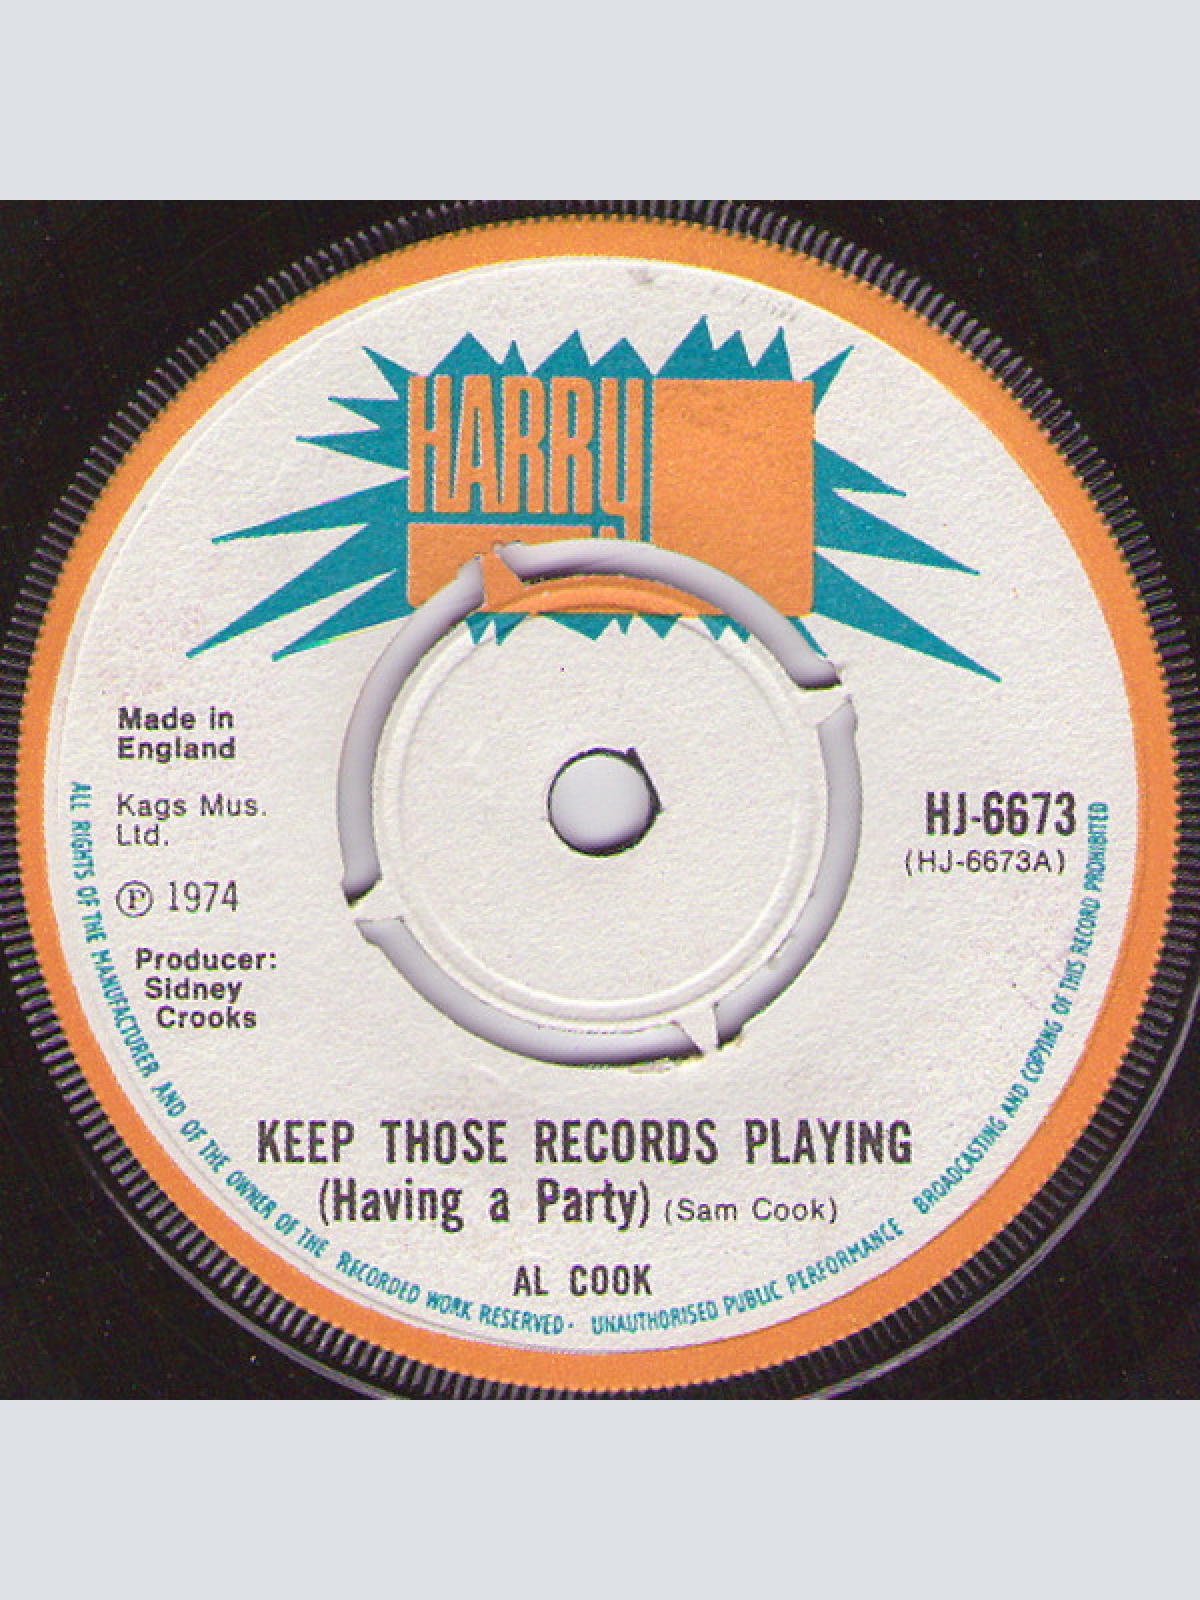 HARRY
Made in
England
Kags Mus.
Ltd.
Ⓟ 1974
Producer:
Sidney
Crooks
HJ-6673
(HJ-6673A)
KEEP THOSE RECORDS PLAYING
(Having a Party) (Sam Cook)
AL COOK
ALL RIGHTS OF THE MANUFACTURER AND OF THE OWNER OF THE RECORDED WORK RESERVED · UNAUTHORISED PUBLIC PERFORMANCE BROADCASTING AND COPYING OF THIS RECORD PROHIBITED